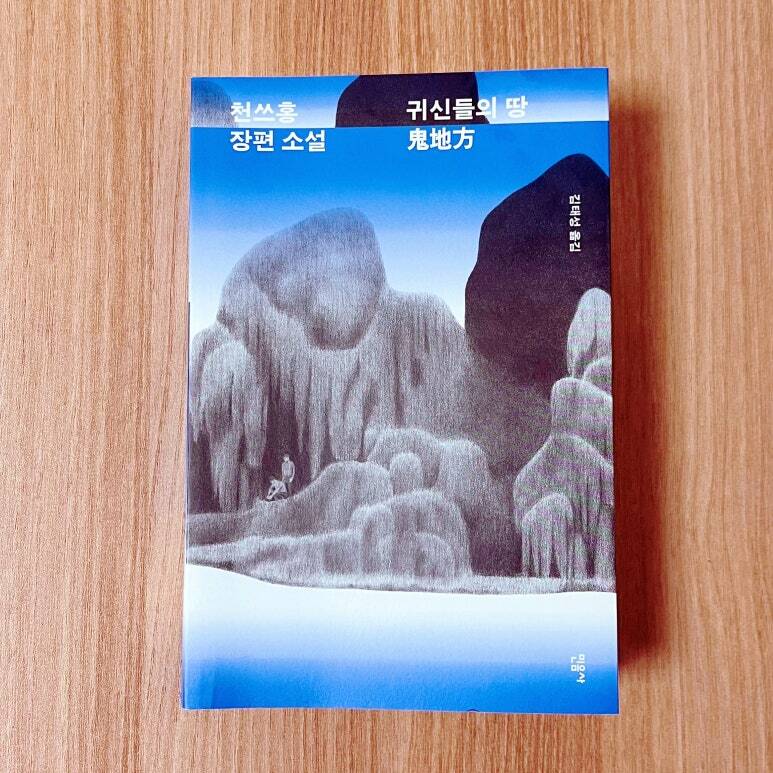 천쓰홍
장편 소설
귀신들의 땅
鬼地方
김태성 옮김
민음사